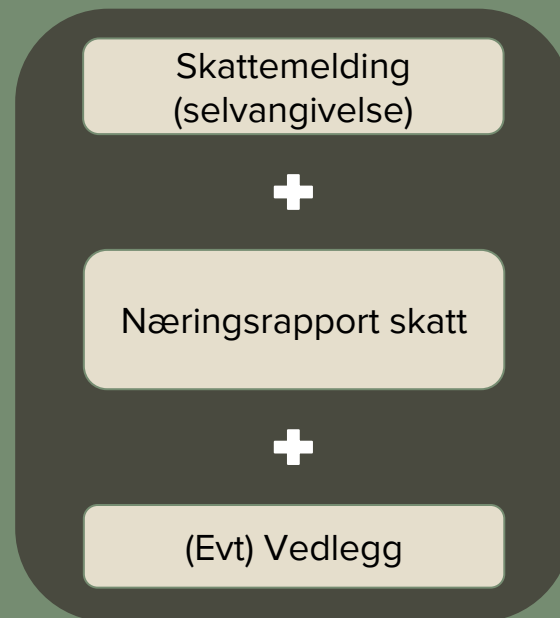 Skattemelding
(selvangivelse)
Næringsrapport skatt
(Evt) Vedlegg